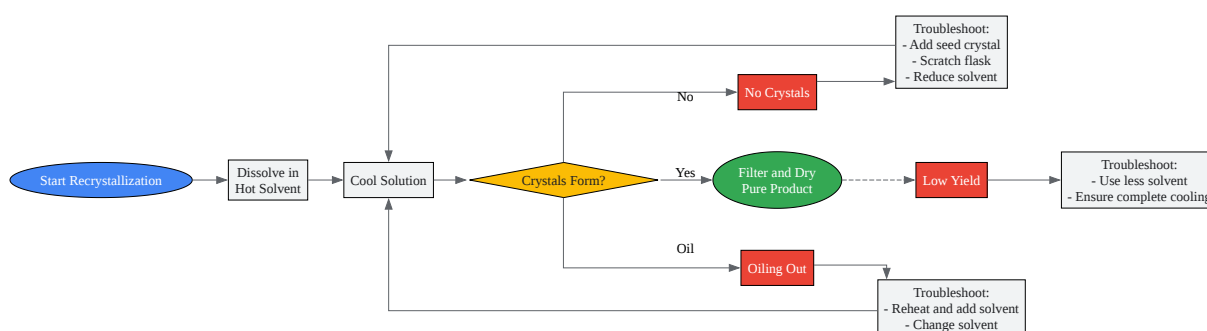 Troubleshoot:
- Add seed crystal
- Scratch flask
- Reduce solvent
No
No Crystals
Start Recrystallization
Dissolve in
Hot Solvent
Cool Solution
Crystals Form?
Yes
Filter and Dry
Pure Product
Low Yield
Troubleshoot:
- Use less solvent
- Ensure complete cooling
Oil
Oiling Out
Troubleshoot:
- Reheat and add solvent
- Change solvent